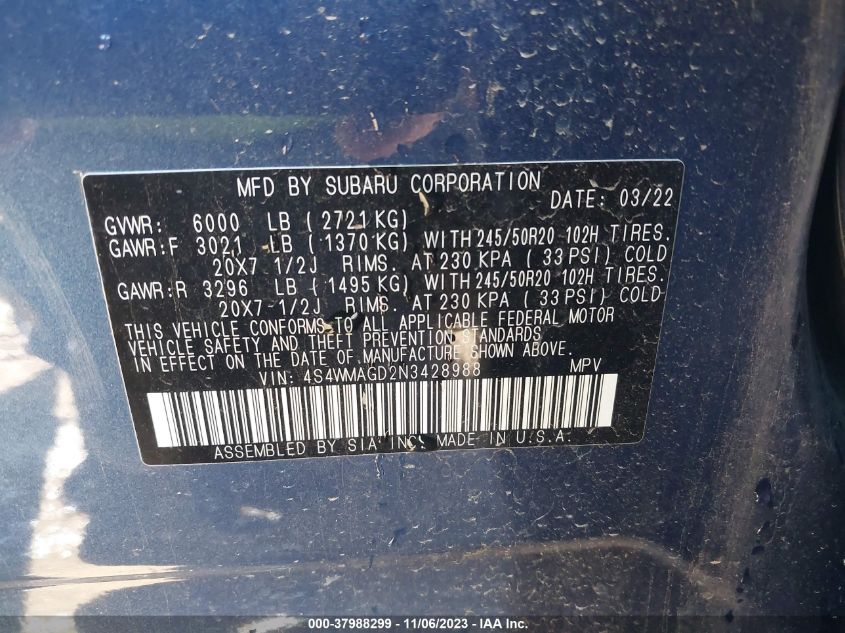 MFD BY SUBARU CORPORATION
DATE: 03/22
GVWR: 6000 LB ( 2721 KG)
GAWR:F 3021 LB ( 1370 KG) WITH 245/50R20 102H TIRES.
20X7 1/2J RIMS. AT 230 KPA ( 33 PSI) COLD
GAWR:R 3296 LB ( 1495 KG) WITH 245/50R20 102H TIRES.
20X7-1/2J RIMS. AT 230 KPA ( 33 PSI) COLD
THIS VEHICLE CONFORMS TO ALL APPLICABLE FEDERAL MOTOR
VEHICLE SAFETY AND THEFT PREVENTION STANDARDS
IN EFFECT ON THE DATE OF MANUFACTURE SHOWN ABOVE.
VIN: 4S4WMAGD2N3428988 MPV
ASSEMBLED BY SIA INC. MADE IN U.S.A.
000-37988299 - 11/06/2023 - IAA Inc.